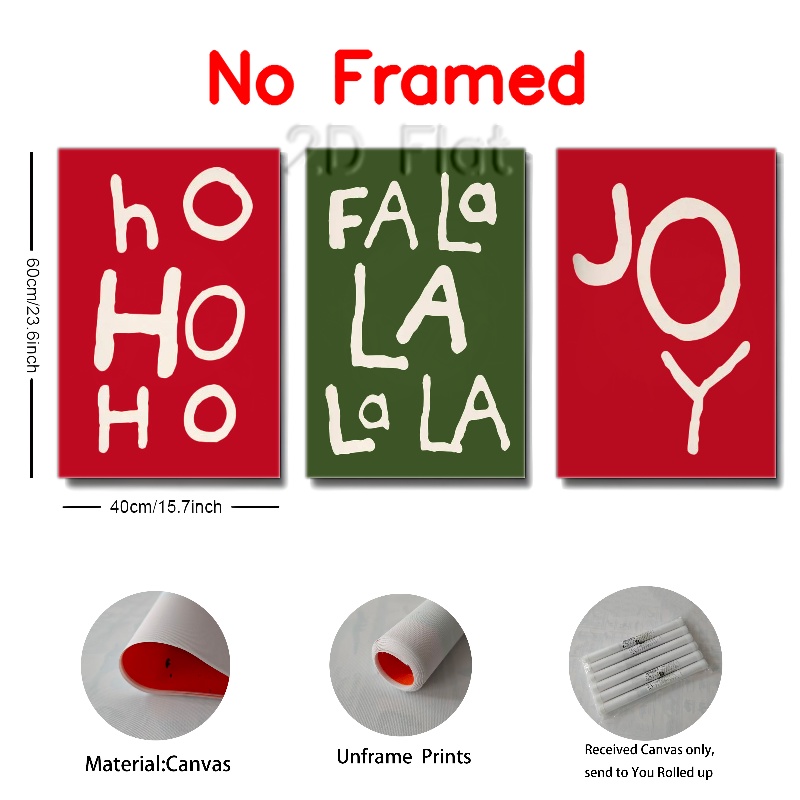 No Framed
2D Flat
hO
HO
HO
FALa
LA
LaLA
JO
Y
60cm/23.6inch
40cm/15.7inch
Material:Canvas
Unframe Prints
Received Canvas only,
send to You Rolled up